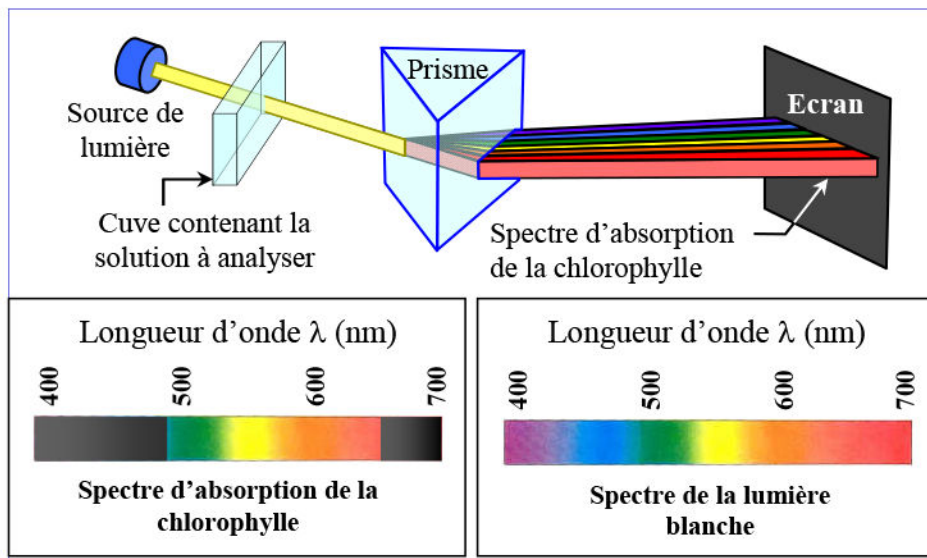 Prisme
Ecran
Source de
lumière
Cuve contenant la
solution à analyser
Spectre d’absorption
de la chlorophylle
Longueur d’onde λ (nm)
400 500 600 700
Spectre d’absorption de la
chlorophylle
Longueur d’onde λ (nm)
400 500 600 700
Spectre de la lumière
blanche